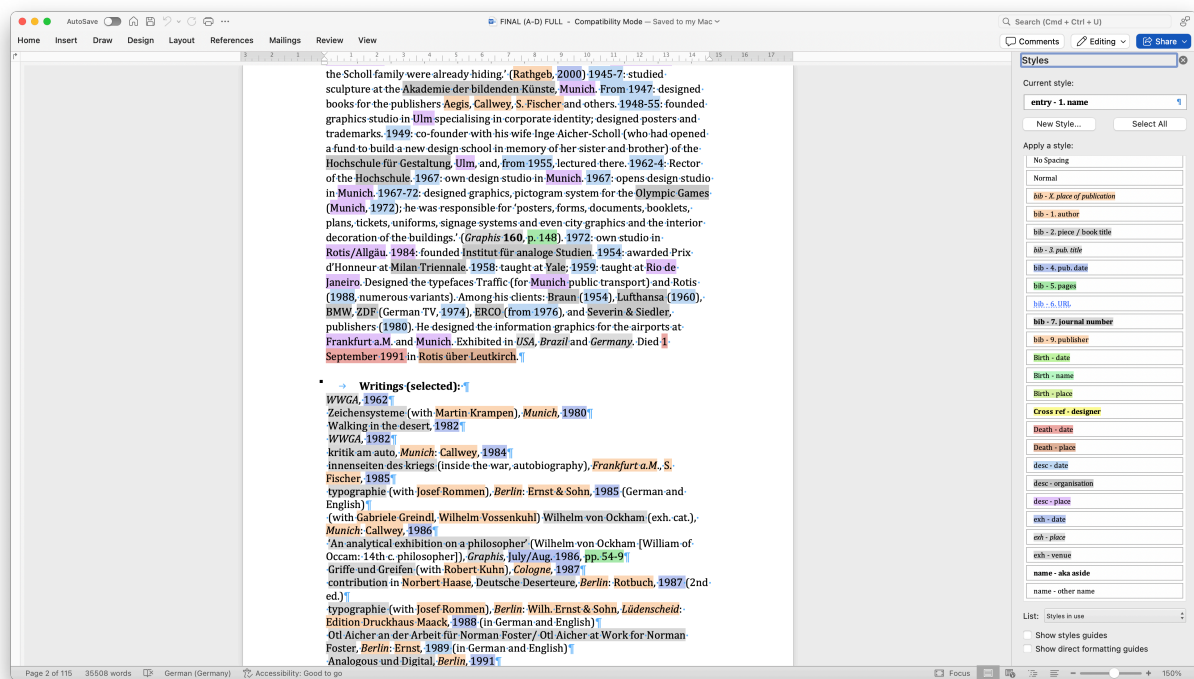 AutoSave
FINAL (A-D) FULL – Compatibility Mode — Saved to my Mac
Search (Cmd + Ctrl + U)
Home Insert Draw Design Layout References Mailings Review View
Comments Editing Share
3 2 1 1 2 3 4 5 6 7 8 9 10 11 12 13 14 15 16 17
the Scholl family were already hiding.' (Rathgeb, 2000) 1945-7: studied
sculpture at the Akademie der bildenden Künste, Munich. From 1947: designed
books for the publishers Aegis, Callwey, S. Fischer and others. 1948-55: founded
graphics studio in Ulm specialising in corporate identity; designed posters and
trademarks. 1949: co-founder with his wife Inge Aicher-Scholl (who had opened
a fund to build a new design school in memory of her sister and brother) of the
Hochschule für Gestaltung, Ulm, and, from 1955, lectured there. 1962-4: Rector
of the Hochschule. 1967: own design studio in Munich. 1967: opens design studio
in Munich. 1967-72: designed graphics, pictogram system for the Olympic Games
(Munich, 1972); he was responsible for 'posters, forms, documents, booklets,
plans, tickets, uniforms, signage systems and even city graphics and the interior
decoration of the buildings.' (Graphis 160, p. 148). 1972: own studio in
Rotis/Allgäu. 1984: founded Institut für analoge Studien. 1954: awarded Prix
d'Honneur at Milan Triennale. 1958: taught at Yale; 1959: taught at Rio de
Janeiro. Designed the typefaces Traffic (for Munich public transport) and Rotis
(1988, numerous variants). Among his clients: Braun (1954), Lufthansa (1960),
BMW, ZDF (German TV, 1974), ERCO (from 1976), and Severin & Siedler,
publishers (1980). He designed the information graphics for the airports at
Frankfurt a.M. and Munich. Exhibited in USA, Brazil and Germany. Died 1
September 1991 in Rotis über Leutkirch.¶
→ Writings (selected): ¶
WWGA, 1962¶
Zeichensysteme (with Martin Krampen), Munich, 1980¶
Walking in the desert, 1982¶
WWGA, 1982¶
kritik am auto, Munich: Callwey, 1984¶
innenseiten des kriegs (inside the war, autobiography), Frankfurt a.M., S.
Fischer, 1985¶
typographie (with Josef Rommen), Berlin: Ernst & Sohn, 1985 (German and
English)¶
(with Gabriele Greindl, Wilhelm Vossenkuhl) Wilhelm von Ockham (exh. cat.),
Munich: Callwey, 1986¶
'An analytical exhibition on a philosopher' (Wilhelm von Ockham [William of
Occam: 14th c. philosopher]), Graphis, July/Aug. 1986, pp. 54-9¶
Griffe und Greifen (with Robert Kuhn), Cologne, 1987¶
contribution in Norbert Haase, Deutsche Deserteure, Berlin: Rotbuch, 1987 (2nd
ed.)¶
typographie (with Josef Rommen), Berlin: Wilh. Ernst & Sohn, Lüdenscheid:
Edition Druckhaus Maack, 1988 (in German and English)¶
Otl Aicher an der Arbeit für Norman Foster/ Otl Aicher at Work for Norman
Foster, Berlin: Ernst, 1989 (in German and English)¶
Analogous und Digital, Berlin, 1991¶
Styles
Current style:
entry - 1. name ¶
New Style... Select All
Apply a style:
No Spacing
Normal
bib - X. place of publication
bib - 1. author
bib - 2. piece / book title
bib - 3. pub. title
bib - 4. pub. date
bib - 5. pages
bib - 6. URL
bib - 7. journal number
bib - 9. publisher
Birth - date
Birth - name
Birth - place
Cross ref - designer
Death - date
Death - place
desc - date
desc - organisation
desc - place
exh - date
exh - place
exh - venue
name - aka aside
name - other name
List: Styles in use
Show styles guides
Show direct formatting guides
Page 2 of 115 35508 words German (Germany) Accessibility: Good to go Focus 150%